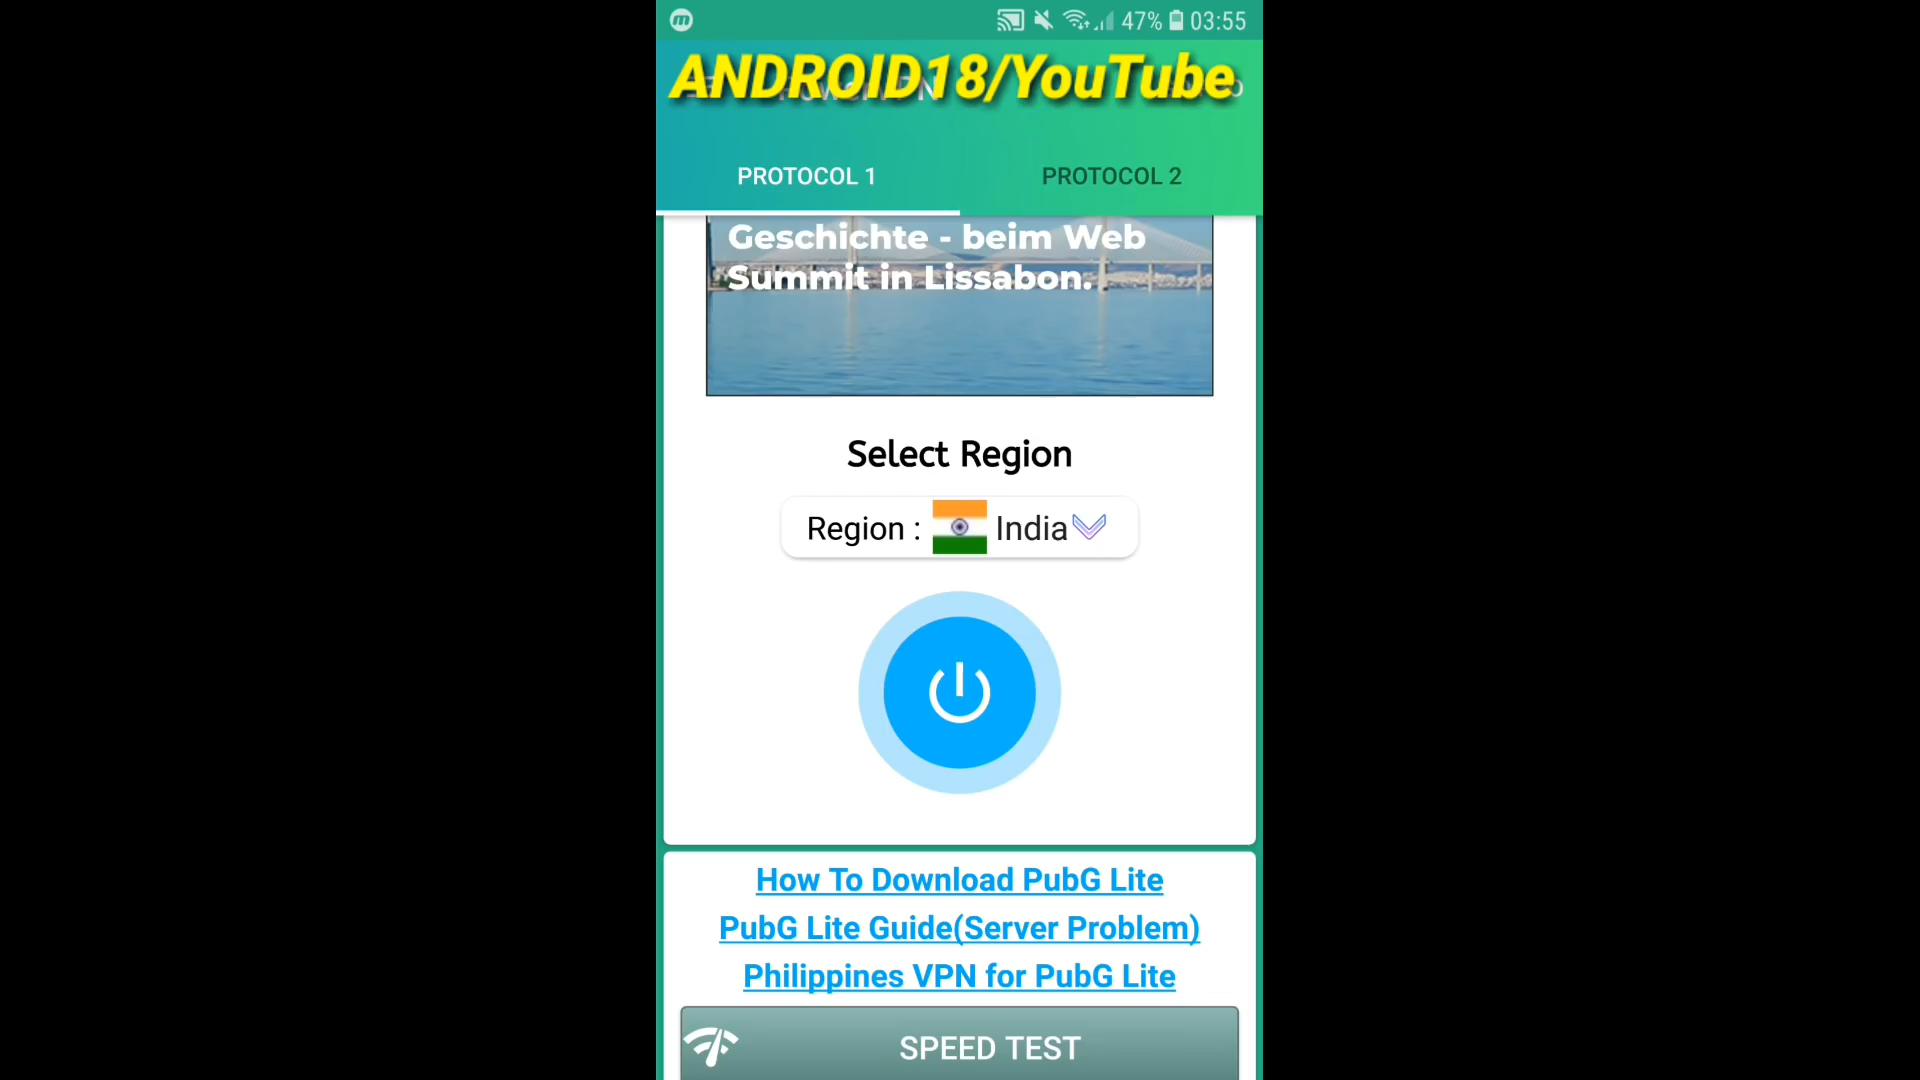 47% 03:55
ANDROID18/YouTube
PROTOCOL 1
PROTOCOL 2
Geschichte - beim Web
Summit in Lissabon.
Select Region
Region : India
How To Download PubG Lite
PubG Lite Guide(Server Problem)
Philippines VPN for PubG Lite
SPEED TEST